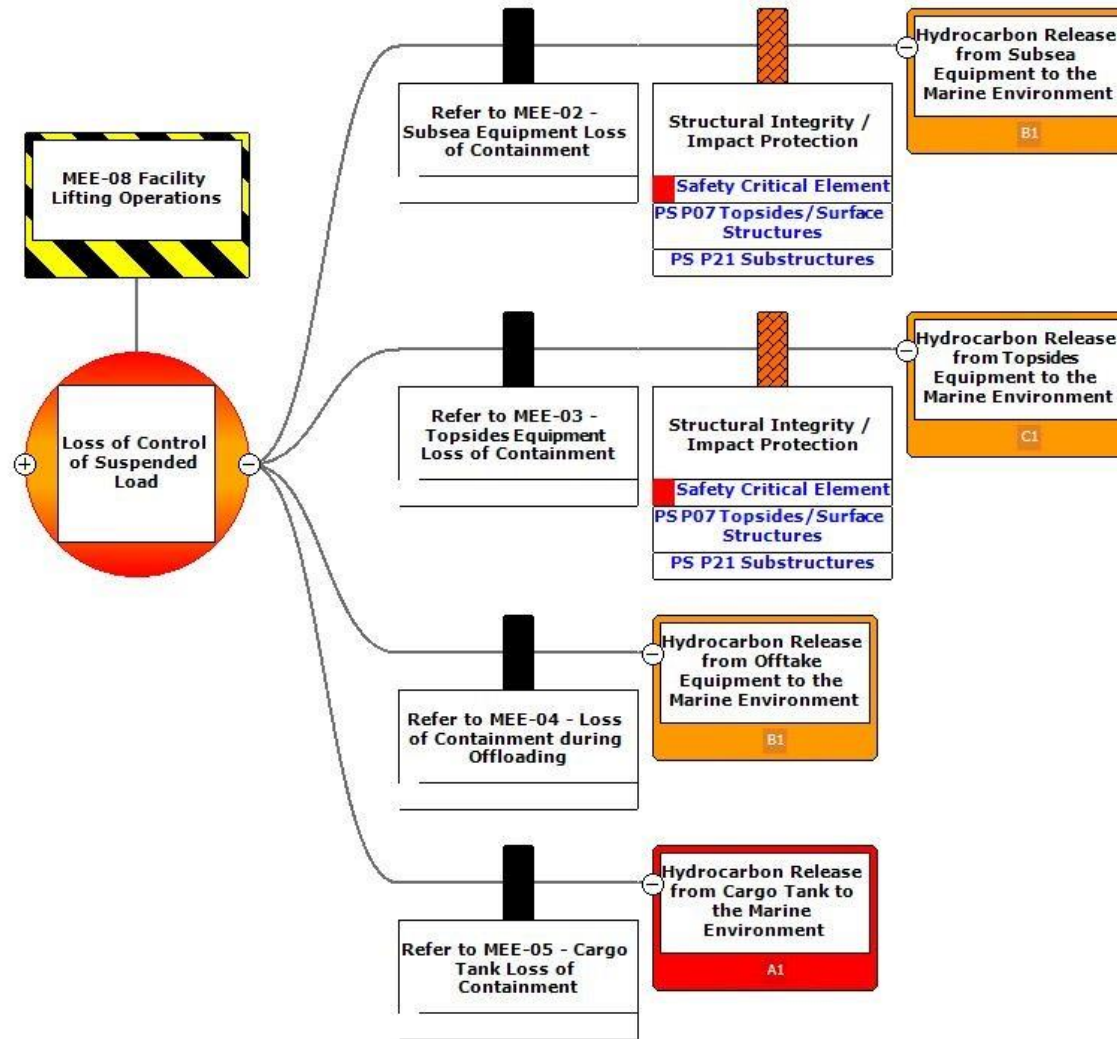 MEE-08 Facility
Lifting Operations
Loss of Control
of Suspended
Load
Refer to MEE-02 -
Subsea Equipment Loss
of Containment
Structural Integrity /
Impact Protection
Safety Critical Element
PS P07 Topsides/Surface
Structures
PS P21 Substructures
Hydrocarbon Release
from Subsea
Equipment to the
Marine Environment
B1
Refer to MEE-03 -
Topsides Equipment
Loss of Containment
Structural Integrity /
Impact Protection
Safety Critical Element
PS P07 Topsides/Surface
Structures
PS P21 Substructures
Hydrocarbon Release
from Topsides
Equipment to the
Marine Environment
C1
Refer to MEE-04 - Loss
of Containment during
Offloading
Hydrocarbon Release
from Offtake
Equipment to the
Marine Environment
B1
Refer to MEE-05 - Cargo
Tank Loss of
Containment
Hydrocarbon Release
from Cargo Tank to
the Marine
Environment
A1